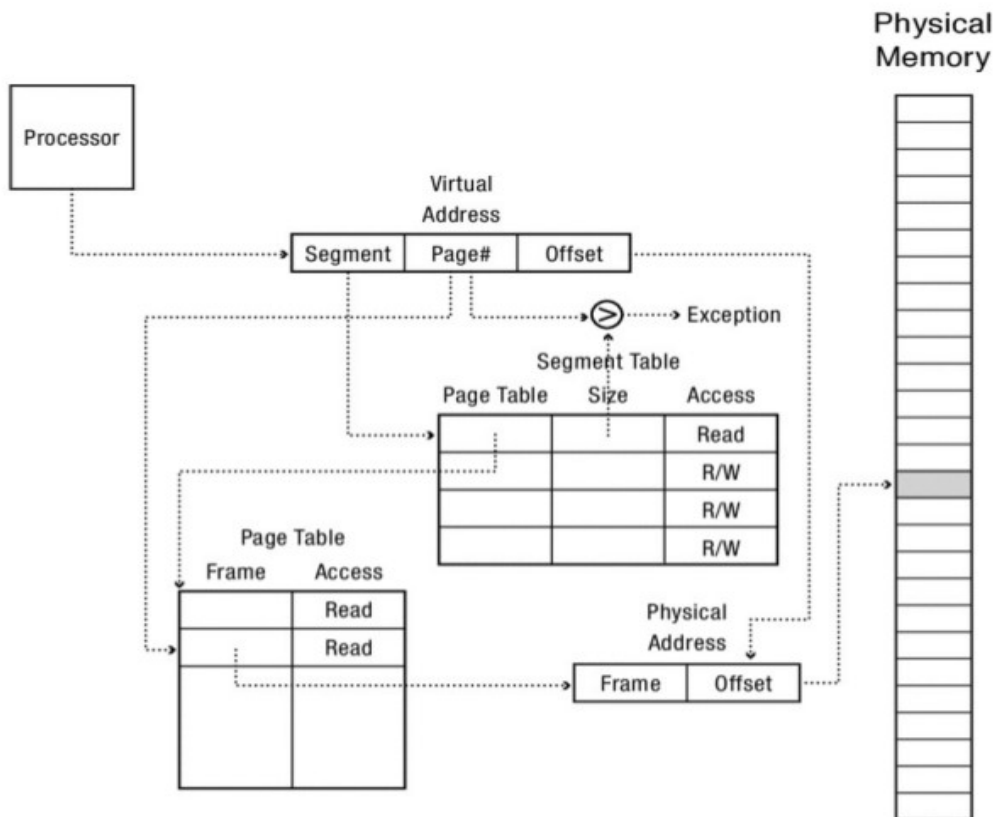 Physical
Memory
Processor
Virtual
Address
Segment Page# Offset
> Exception
Segment Table
Page Table Size Access
Read
R/W
R/W
R/W
Page Table
Frame Access
Read
Read
Physical
Address
Frame Offset